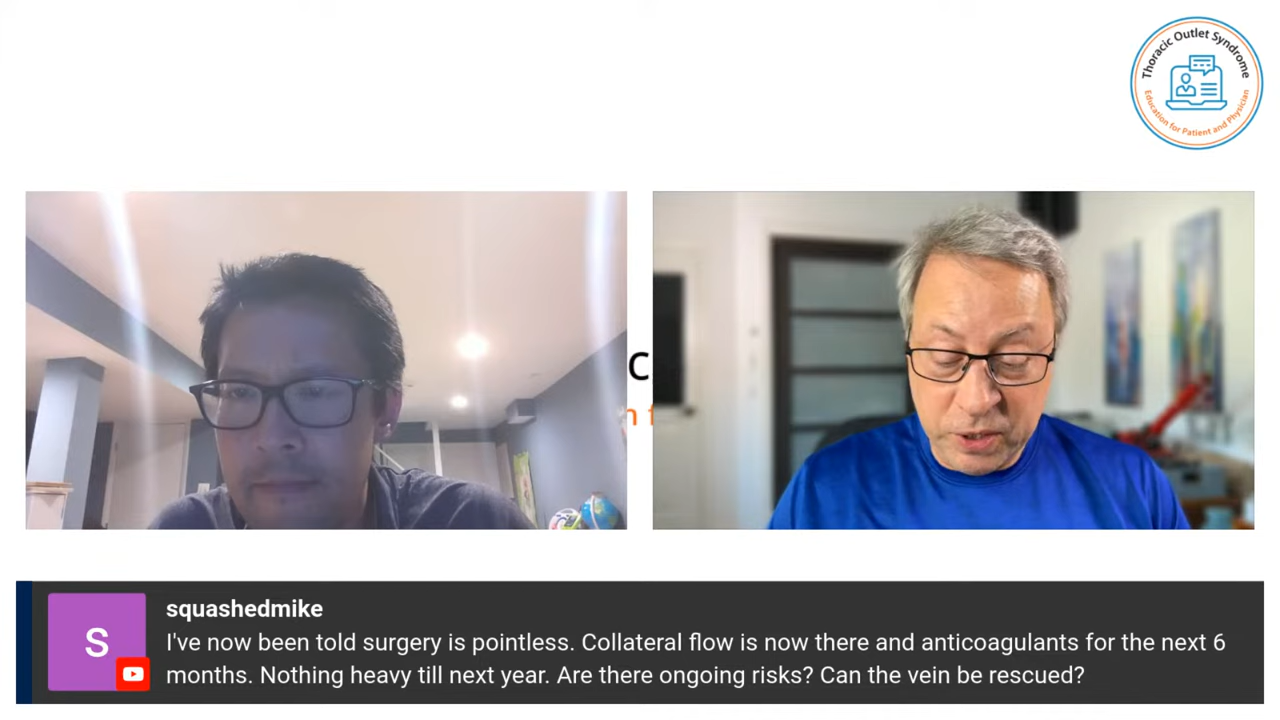 Thoracic Outlet Syndrome
Education for Patient and Physician
squashedmike
S
I've now been told surgery is pointless. Collateral flow is now there and anticoagulants for the next 6
months. Nothing heavy till next year. Are there ongoing risks? Can the vein be rescued?